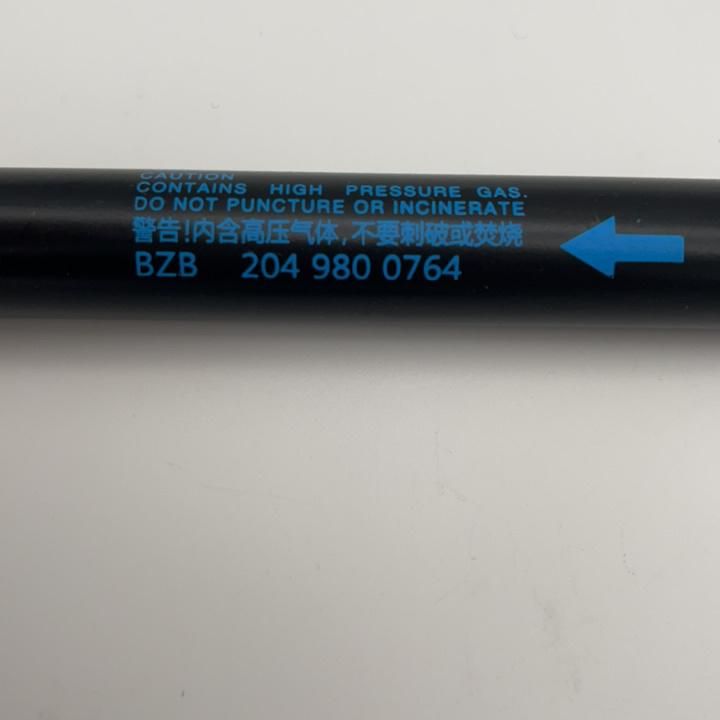 CAUTION
CONTAINS HIGH PRESSURE GAS.
DO NOT PUNCTURE OR INCINERATE
警告!内含高压气体,不要刺破或焚烧
BZB 204 980 0764